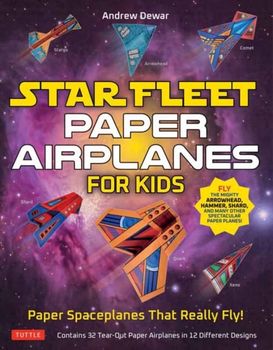 Andrew Dewar
Starga
Arrowhead
Comet
STAR FLEET
PAPER
AIRPLANES
FOR KIDS
FLY
THE MIGHTY
ARROWHEAD,
HAMMER, SHARD,
AND MANY OTHER
SPECTACULAR
PAPER PLANES!
Shard
Xeno
Paper Spaceplanes That Really Fly!
TUTTLE
Contains 32 Tear-Out Paper Airplanes in 12 Different Designs